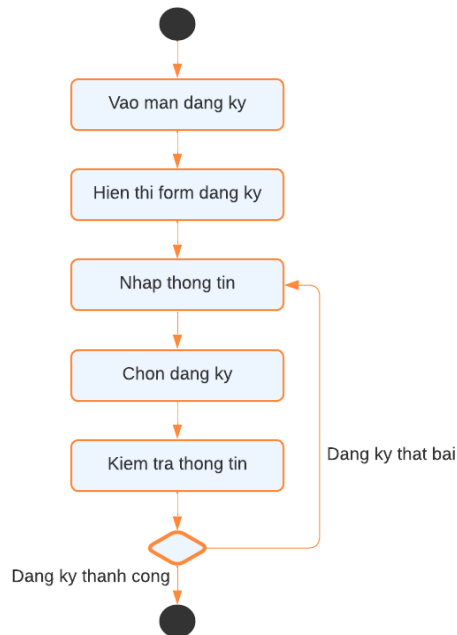 Vao man dang ky
Hien thi form dang ky
Nhap thong tin
Chon dang ky
Kiem tra thong tin
Dang ky that bai
Dang ky thanh cong